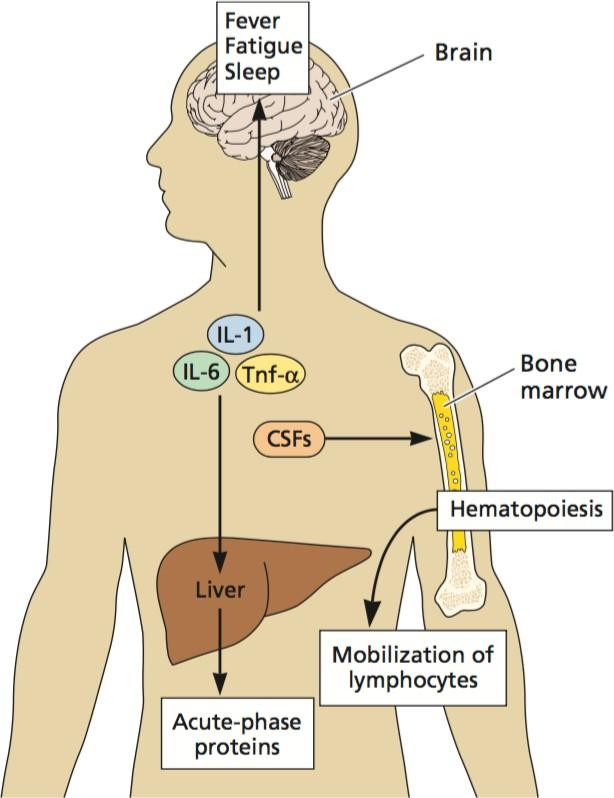 Fever
Fatigue
Sleep
Brain
IL-1
IL-6
Tnf-α
Bone
marrow
CSFs
Hematopoiesis
Liver
Mobilization of
lymphocytes
Acute-phase
proteins